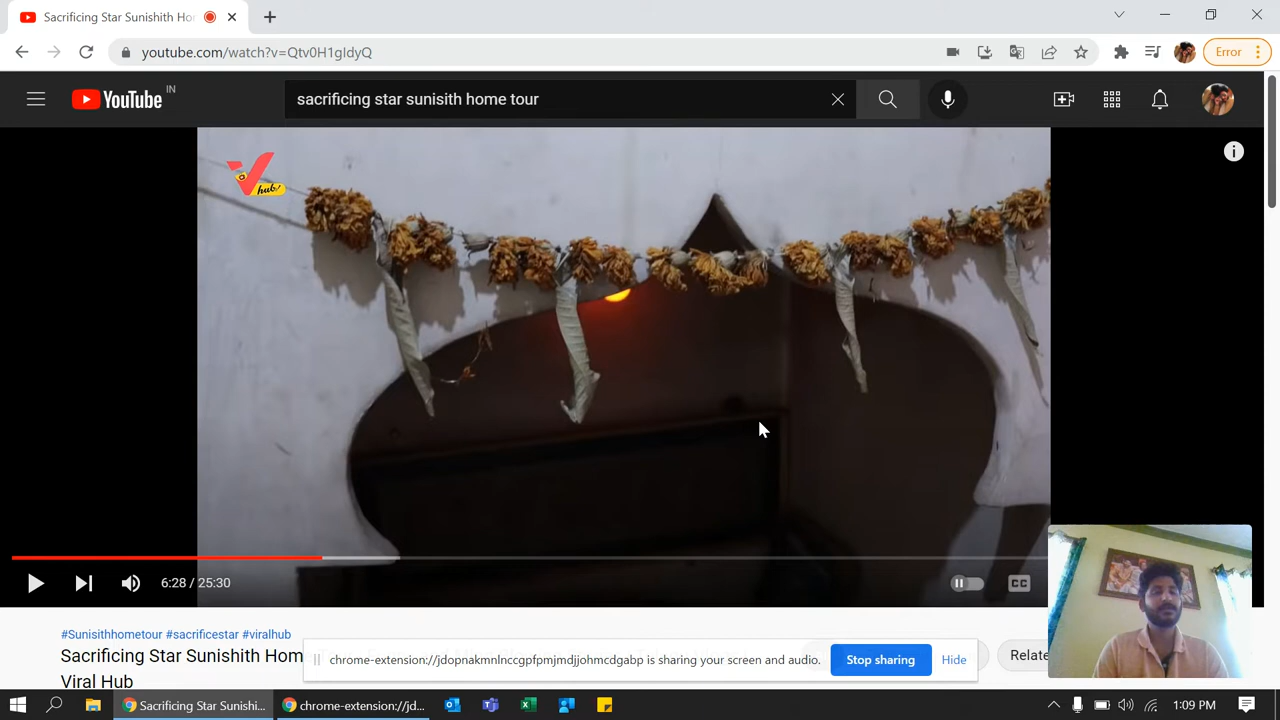 Sacrificing Star Sunishith Ho
youtube.com/watch?v=Qtv0H1gIdyQ
Error
YouTube IN
sacrificing star sunisith home tour
V
a
hub!
6:28 / 25:30
CC
#Sunisithhometour #sacrificestar #viralhub
Sacrificing Star Sunishith Hom
Viral Hub
Relate
chrome-extension://jdopnakmnlnccgpfpmjmdjjohmcdgabp is sharing your screen and audio.
Stop sharing
Hide
Sacrificing Star Sunishi...
chrome-extension://jd...
1:09 PM